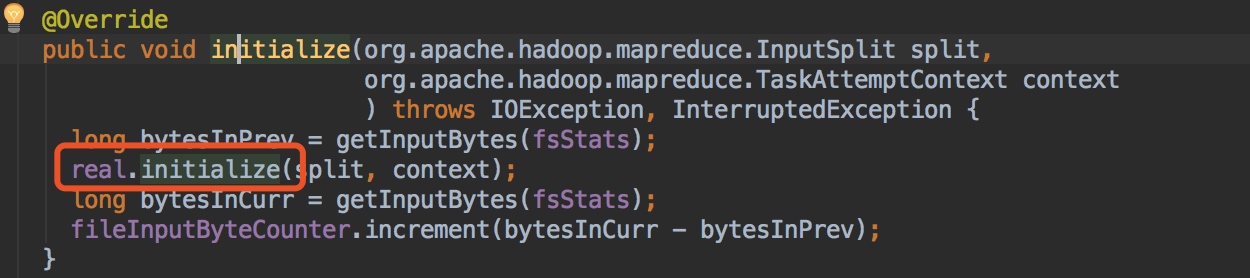 @Override
public void initialize(org.apache.hadoop.mapreduce.InputSplit split,
org.apache.hadoop.mapreduce.TaskAttemptContext context
) throws IOException, InterruptedException {
long bytesInPrev = getInputBytes(fsStats);
real.initialize(split, context);
long bytesInCurr = getInputBytes(fsStats);
fileInputByteCounter.increment(bytesInCurr - bytesInPrev);
}